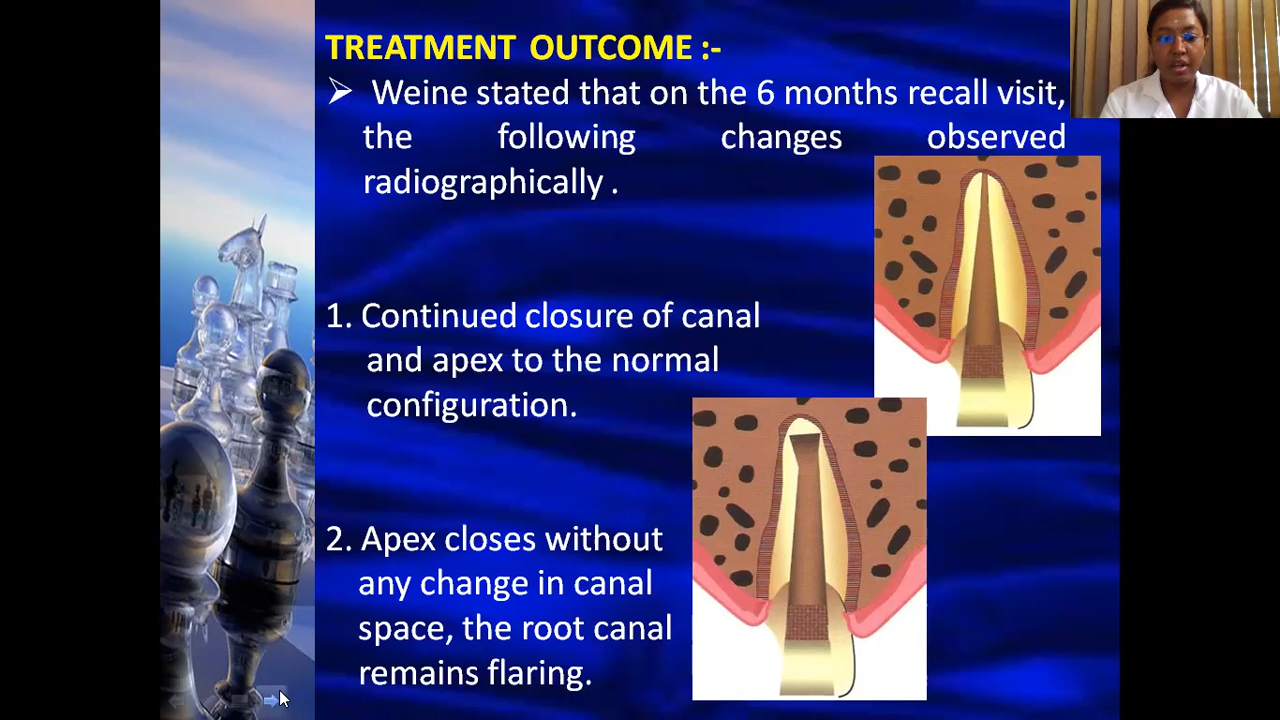 TREATMENT OUTCOME :-
➢ Weine stated that on the 6 months recall visit,
the following changes observed
radiographically .
1. Continued closure of canal
and apex to the normal
configuration.
2. Apex closes without
any change in canal
space, the root canal
remains flaring.